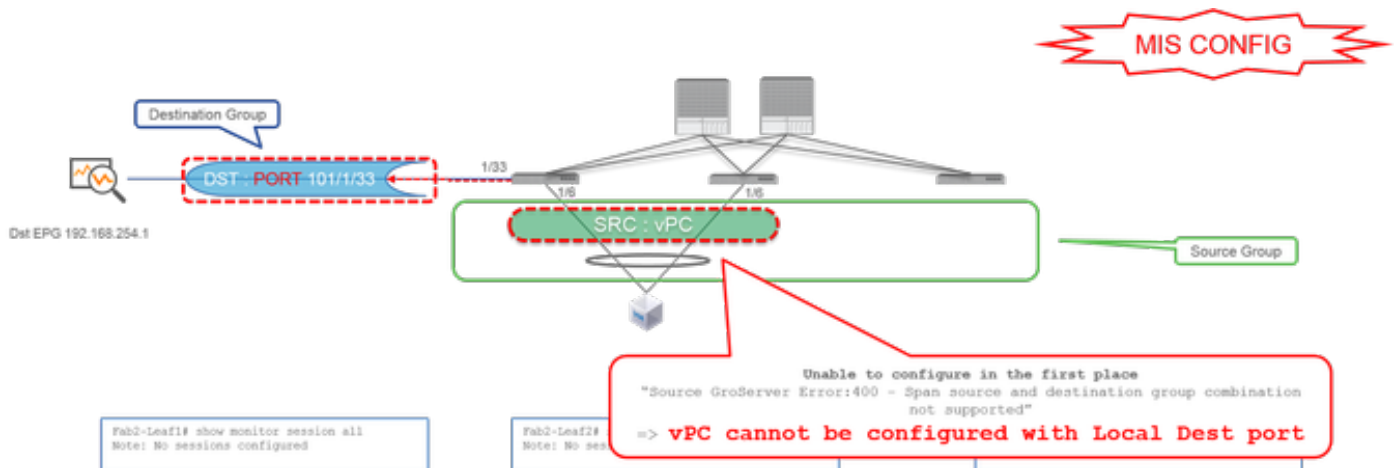 MIS CONFIG
Destination Group
DST : PORT 101/1/33
1/33
1/6
1/6
Dst EPG 192.168.254.1
SRC : vPC
Source Group
Unable to configure in the first place
"Source GroServer Error:400 - Span source and destination group combination
not supported"
=> vPC cannot be configured with Local Dest port
Fab2-Leaf1# show monitor session all
Note: No sessions configured
Fab2-Leaf2#
Note: No ses